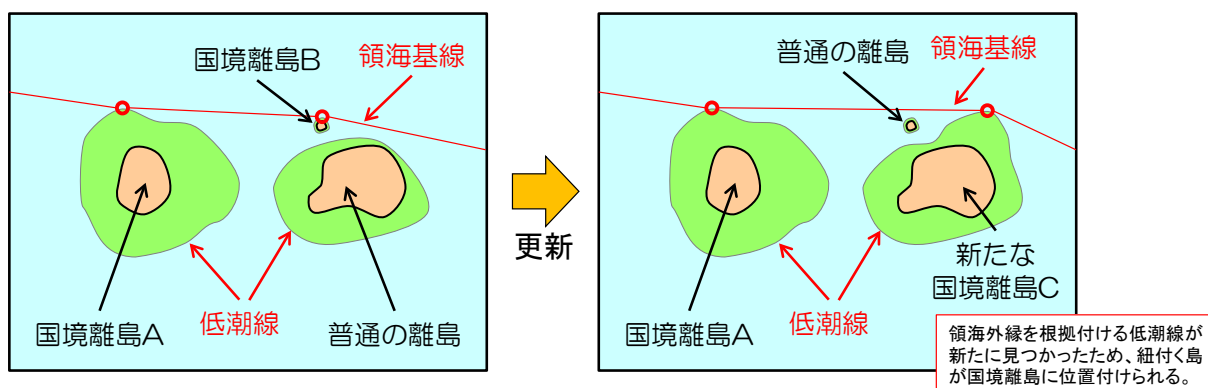 国境離島B
領海基線
国境離島A
低潮線
普通の離島
更新
普通の離島
領海基線
新たな
国境離島C
国境離島A
低潮線
領海外縁を根拠付ける低潮線が
新たに見つかったため、紐付く島
が国境離島に位置付けられる。